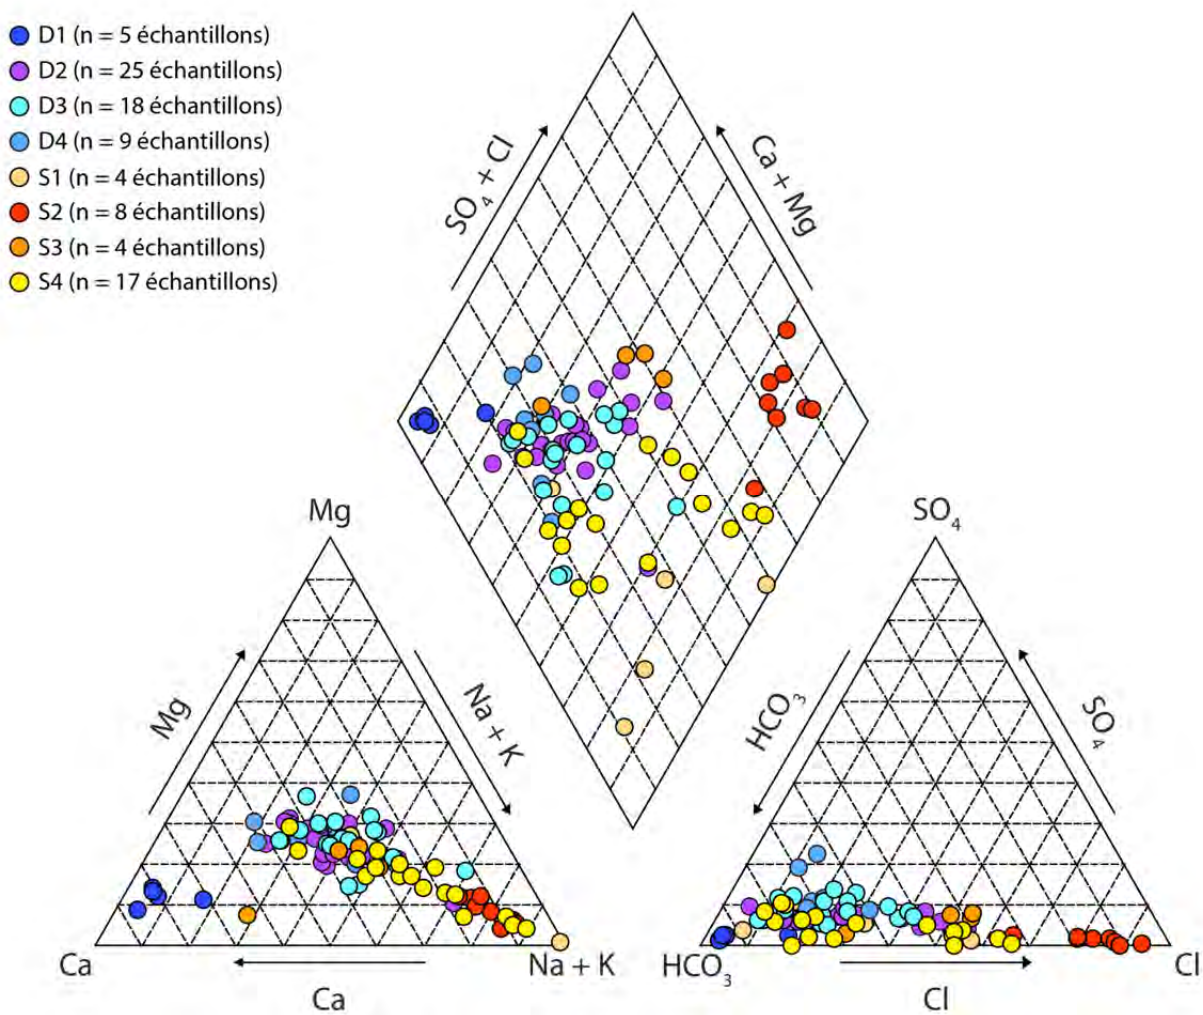 D1 (n = 5 échantillons)
D2 (n = 25 échantillons)
D3 (n = 18 échantillons)
D4 (n = 9 échantillons)
S1 (n = 4 échantillons)
S2 (n = 8 échantillons)
S3 (n = 4 échantillons)
S4 (n = 17 échantillons)
SO₄ + Cl
Ca + Mg
Mg
SO₄
Mg
Na + K
HCO₃
SO₄
Ca
Na + K
HCO₃
Cl
Ca
Cl